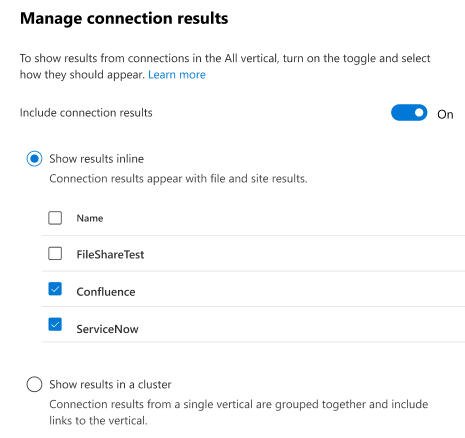 Manage connection results
To show results from connections in the All vertical, turn on the toggle and select
how they should appear. Learn more
Include connection results
On
Show results inline
Connection results appear with file and site results.
Name
FileShareTest
Confluence
ServiceNow
Show results in a cluster
Connection results from a single vertical are grouped together and include
links to the vertical.